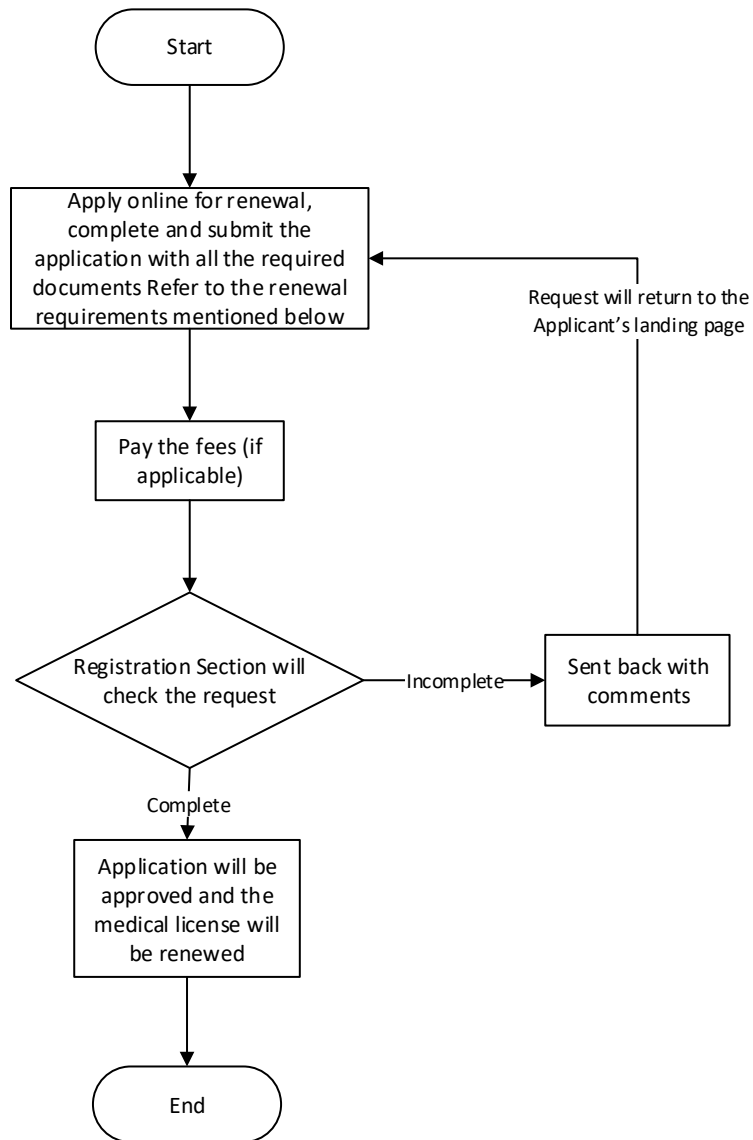 Start
Apply online for renewal,
complete and submit the
application with all the required
documents Refer to the renewal
requirements mentioned below
Request will return to the
Applicant’s landing page
Pay the fees (if
applicable)
Registration Section will
check the request
Incomplete
Sent back with
comments
Complete
Application will be
approved and the
medical license will
be renewed
End